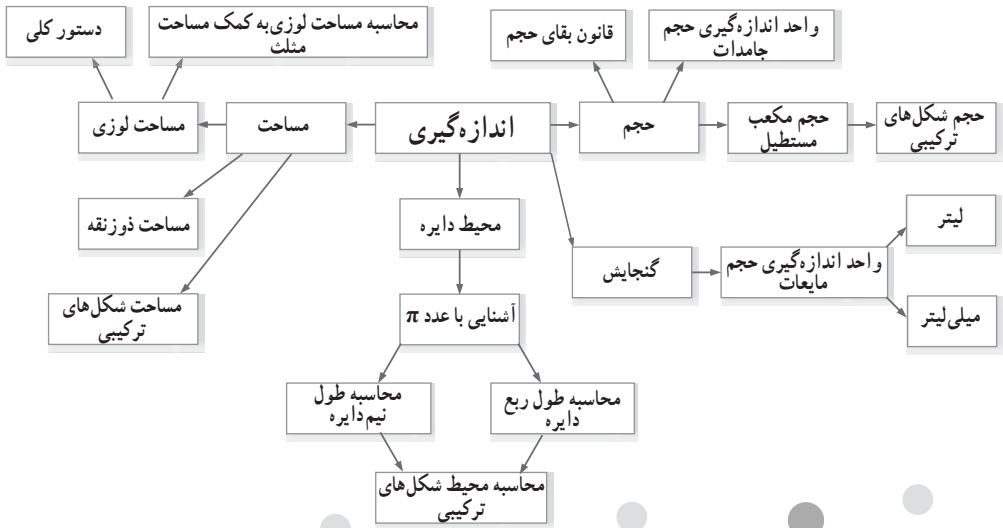 واحد اندازه‌گیری حجم
جامدات
قانون بقای حجم
محاسبه مساحت لوزی به کمک مساحت
مثلث
دستور کلی
حجم شکل‌های
ترکیبی
حجم مکعب
مستطیل
حجم
اندازه‌گیری
مساحت
مساحت لوزی
لیتر
محیط دایره
مساحت ذوزنقه
واحد اندازه‌گیری حجم
مایعات
گنجایش
میلی‌لیتر
آشنایی با عدد π
مساحت شکل‌های
ترکیبی
محاسبه طول ربع
دایره
محاسبه طول
نیم‌دایره
محاسبه محیط شکل‌های
ترکیبی